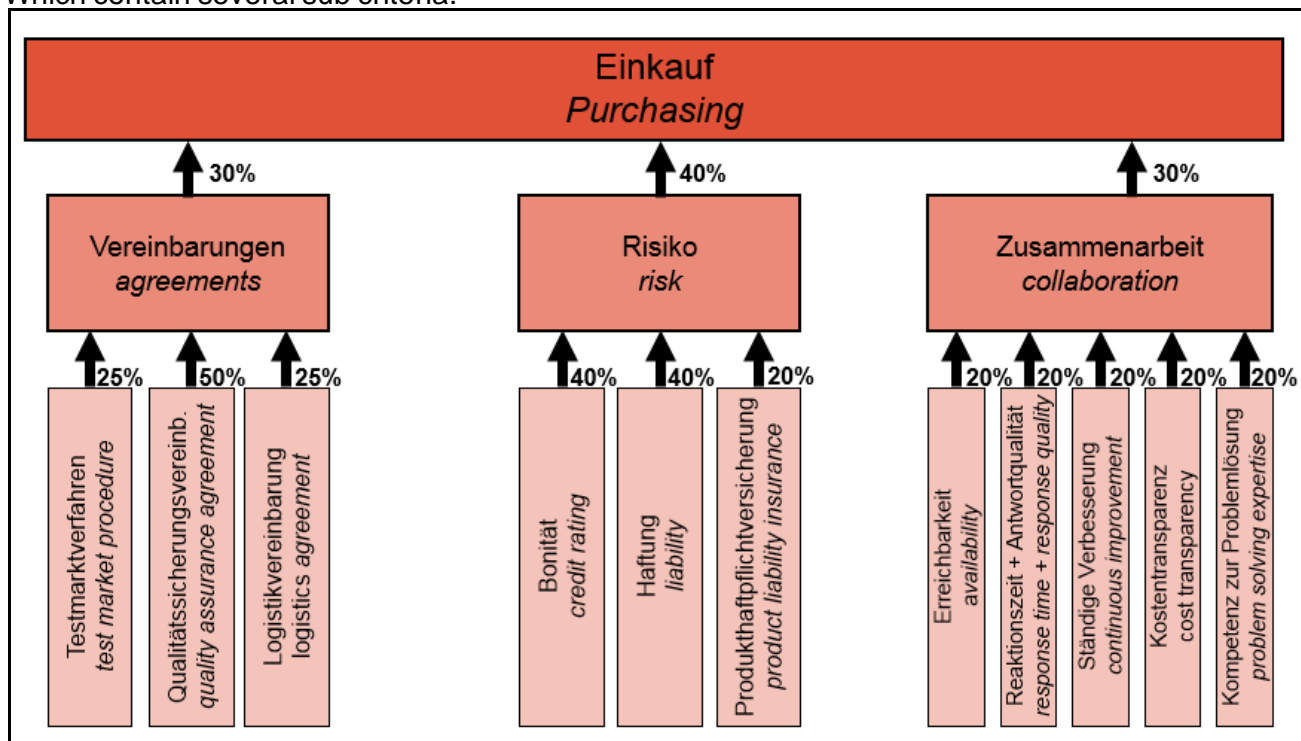 Which contain several sub criteria:
Einkauf
Purchasing
30%
40%
30%
Vereinbarungen
agreements
Risiko
risk
Zusammenarbeit
collaboration
25%
50%
25%
40%
40%
20%
20%
20%
20%
20%
20%
Testmarktverfahren
test market procedure
Qualitätssicherungsvereinb.
quality assurance agreement
Logistikvereinbarung
logistics agreement
Bonität
credit rating
Haftung
liability
Produkthaftpflichtversicherung
product liability insurance
Erreichbarkeit
availability
Reaktionszeit + Antwortqualität
response time + response quality
Ständige Verbesserung
continuous improvement
Kostentransparenz
cost transparency
Kompetenz zur Problemlösung
problem solving expertise